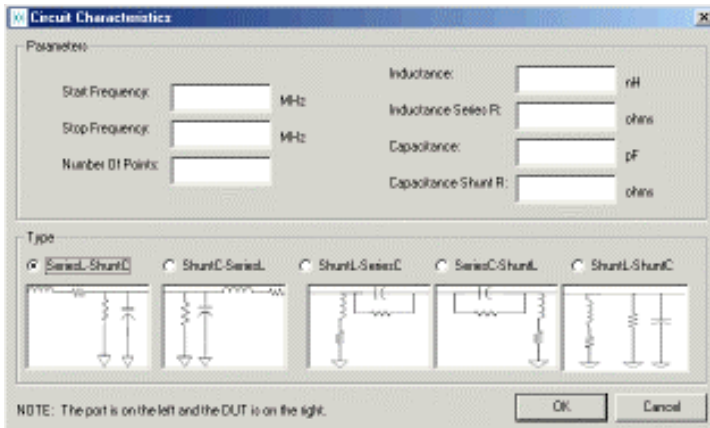 Circuit Characteristics
Parameters
Start Frequency: MHz
Stop Frequency: MHz
Number Of Points:
Inductance: nH
Inductance Series R: ohms
Capacitance: pF
Capacitance Shunt R: ohms
Type
SeriesL-ShuntC ShuntC-SeriesL ShuntL-SeriesC SeriesC-ShuntL ShuntL-ShuntC
NOTE: The port is on the left and the DUT is on the right.
OK Cancel